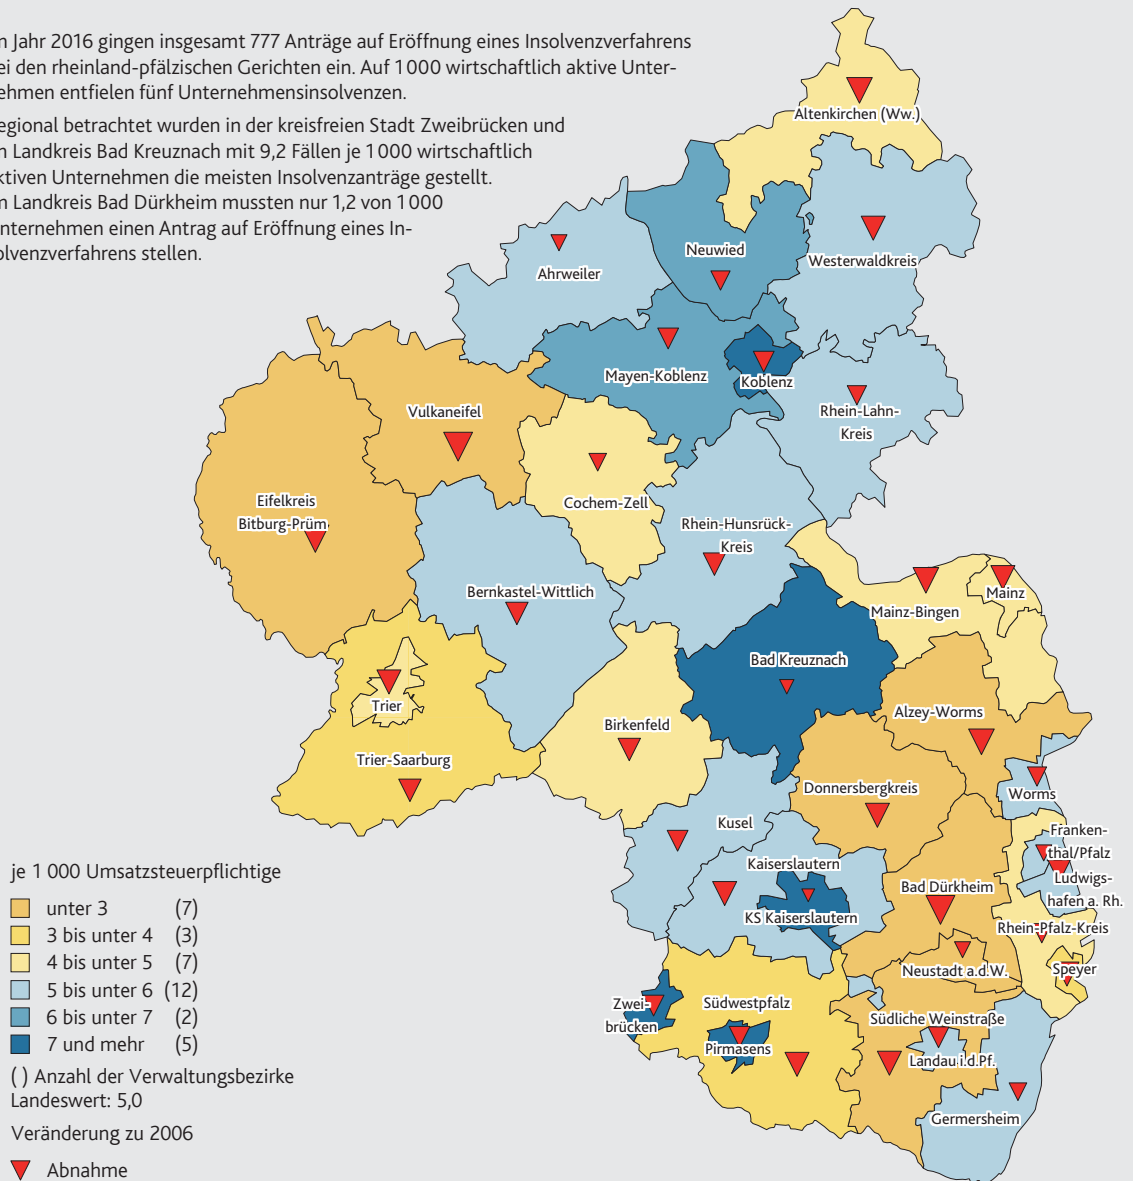 n Jahr 2016 gingen insgesamt 777 Anträge auf Eröffnung eines Insolvenzverfahrens
ei den rheinland-pfälzischen Gerichten ein. Auf 1 000 wirtschaftlich aktive Unter-
ehmen entfielen fünf Unternehmensinsolvenzen.
egional betrachtet wurden in der kreisfreien Stadt Zweibrücken und
n Landkreis Bad Kreuznach mit 9,2 Fällen je 1 000 wirtschaftlich
ktiven Unternehmen die meisten Insolvenzanträge gestellt.
m Landkreis Bad Dürkheim mussten nur 1,2 von 1 000
nternehmen einen Antrag auf Eröffnung eines In-
olvenzverfahrens stellen.
Altenkirchen (Ww.)
Neuwied
Westerwaldkreis
Ahrweiler
Mayen-Koblenz
Koblenz
Vulkaneifel
Rhein-Lahn-
Kreis
Eifelkreis
Bitburg-Prüm
Cochem-Zell
Rhein-Hunsrück-
Kreis
Bernkastel-Wittlich
Mainz
Mainz-Bingen
Bad Kreuznach
Trier
Alzey-Worms
Birkenfeld
Trier-Saarburg
Donnersbergkreis
Worms
Kusel
Franken-
thal/Pfalz
Kaiserslautern
Ludwigs-
hafen a. Rh.
Bad Dürkheim
KS Kaiserslautern
Rhein-Pfalz-Kreis
Neustadt a.d.W.
Speyer
Zwei-
brücken
Südwestpfalz
Südliche Weinstraße
Pirmasens
Landau i.d.Pf.
Germersheim
je 1 000 Umsatzsteuerpflichtige
unter 3 (7)
3 bis unter 4 (3)
4 bis unter 5 (7)
5 bis unter 6 (12)
6 bis unter 7 (2)
7 und mehr (5)
( ) Anzahl der Verwaltungsbezirke
Landeswert: 5,0
Veränderung zu 2006
Abnahme